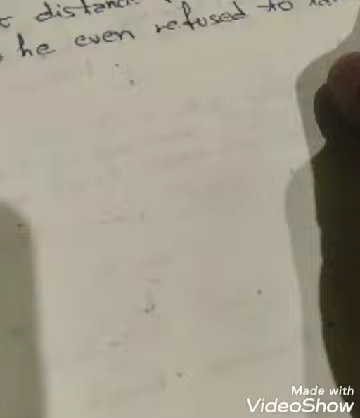 distance
he even refused to
Made with
VideoShow